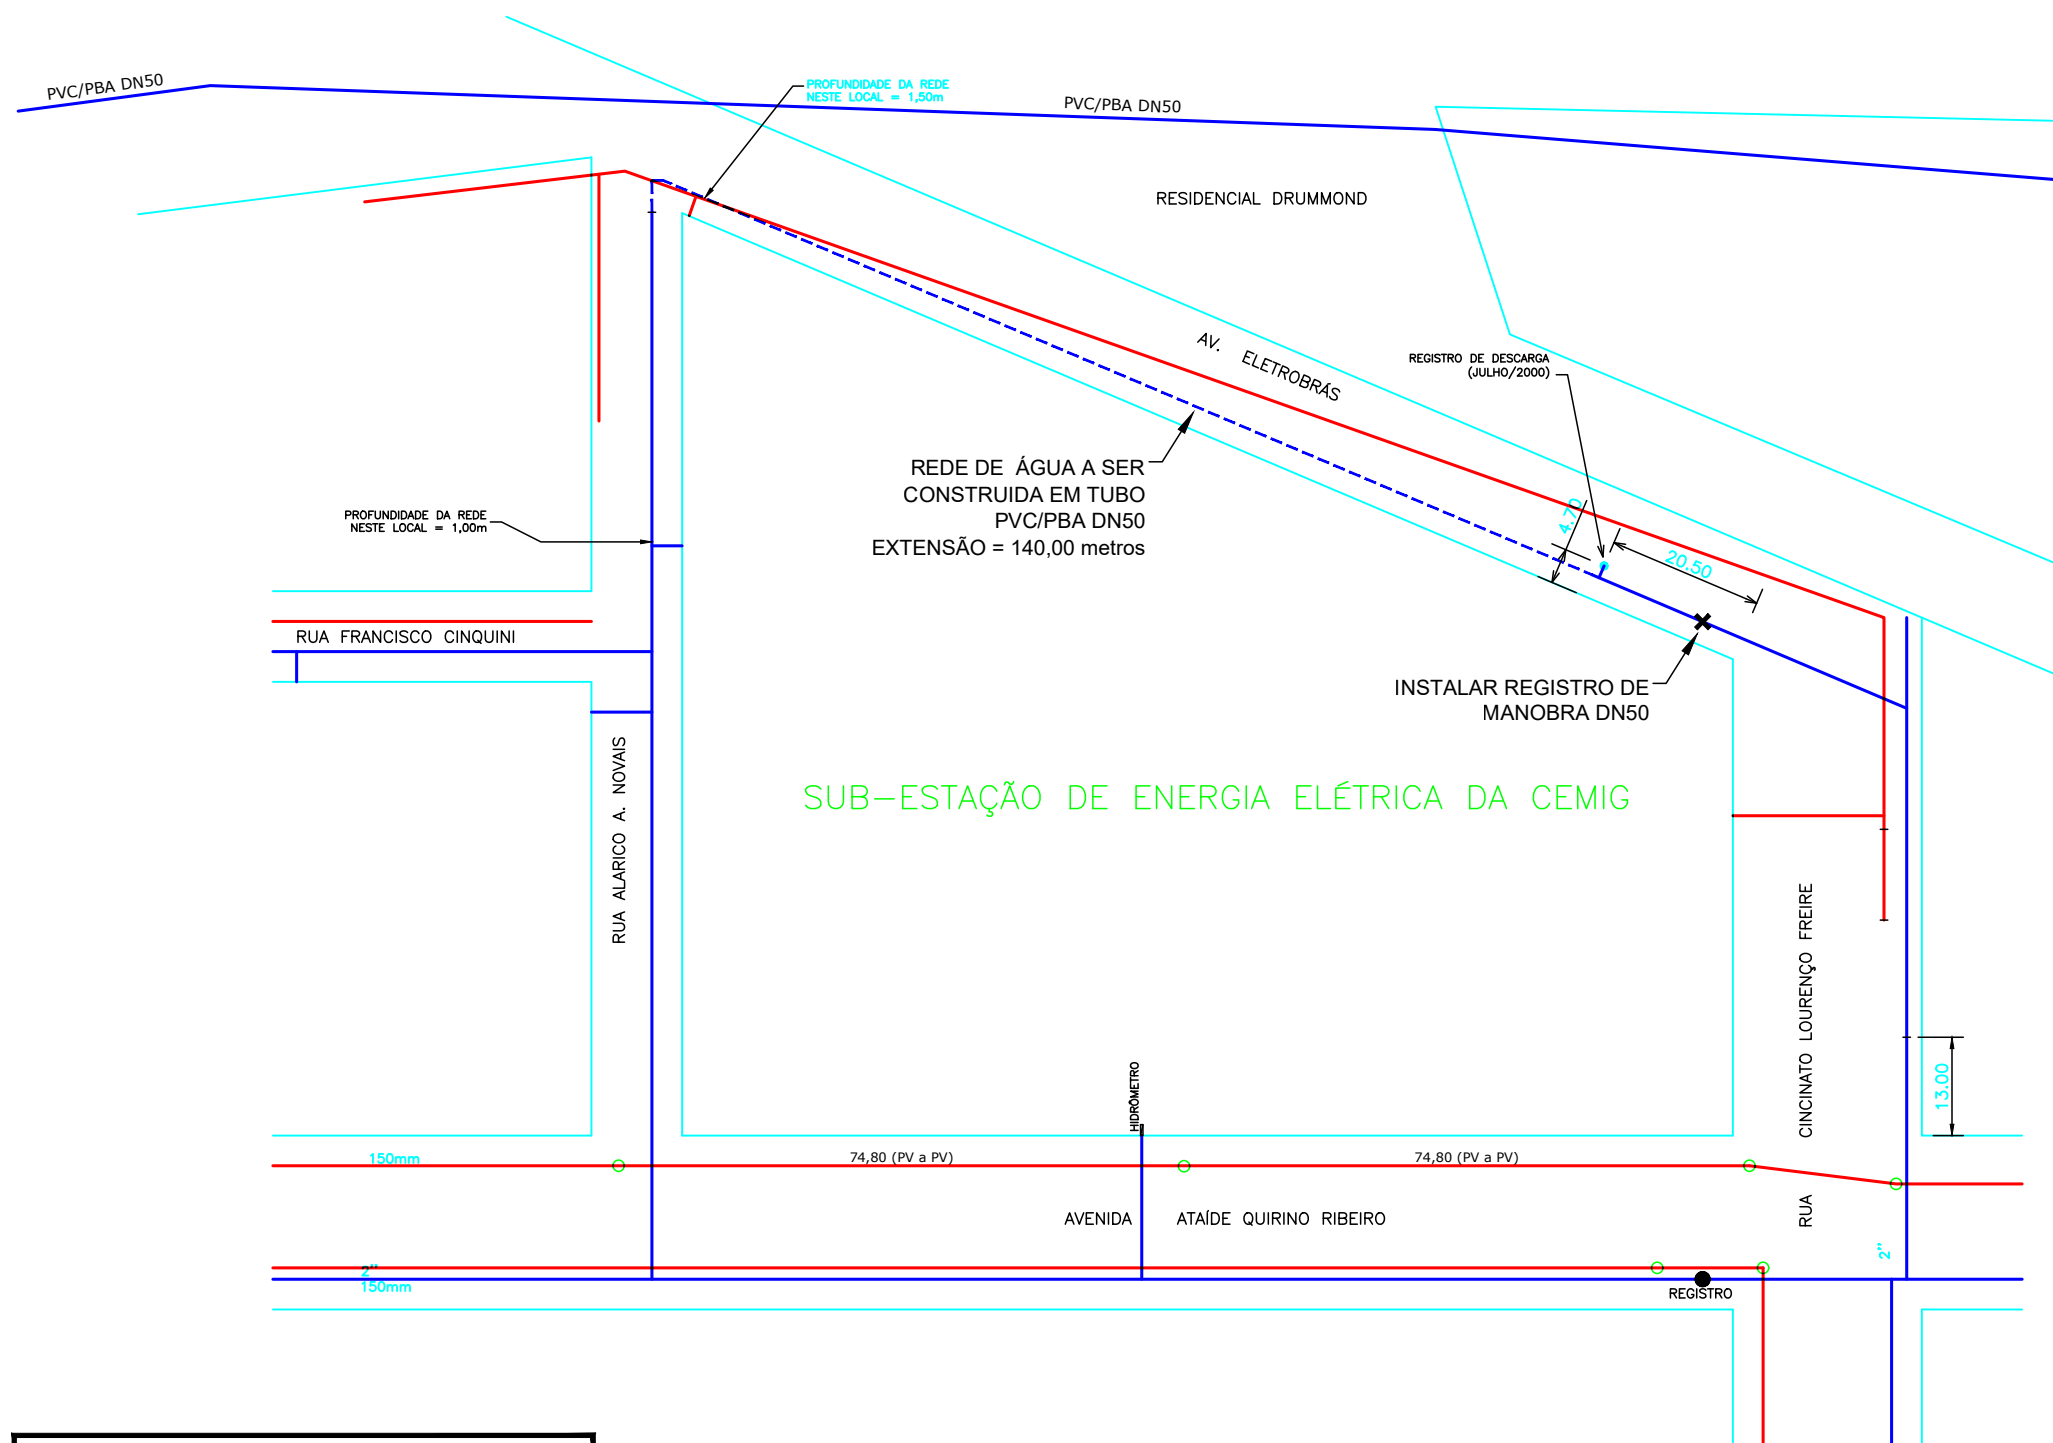 PVC/PBA DN50
PROFUNDIDADE DA REDE
NESTE LOCAL = 1,50m
PVC/PBA DN50
RESIDENCIAL DRUMMOND
AV. ELETROBRÁS
REGISTRO DE DESCARGA
(JULHO/2000)
REDE DE ÁGUA A SER
CONSTRUIDA EM TUBO
PVC/PBA DN50
EXTENSÃO = 140,00 metros
4.70
20.50
PROFUNDIDADE DA REDE
NESTE LOCAL = 1,00m
RUA FRANCISCO CINQUINI
INSTALAR REGISTRO DE
MANOBRA DN50
RUA ALARICO A. NOVAIS
SUB-ESTAÇÃO DE ENERGIA ELÉTRICA DA CEMIG
RUA CINCINATO LOURENÇO FREIRE
HIDRÔMETRO
13.00
150mm
74,80 (PV a PV)
74,80 (PV a PV)
AVENIDA ATAÍDE QUIRINO RIBEIRO
2"
2"
150mm
REGISTRO